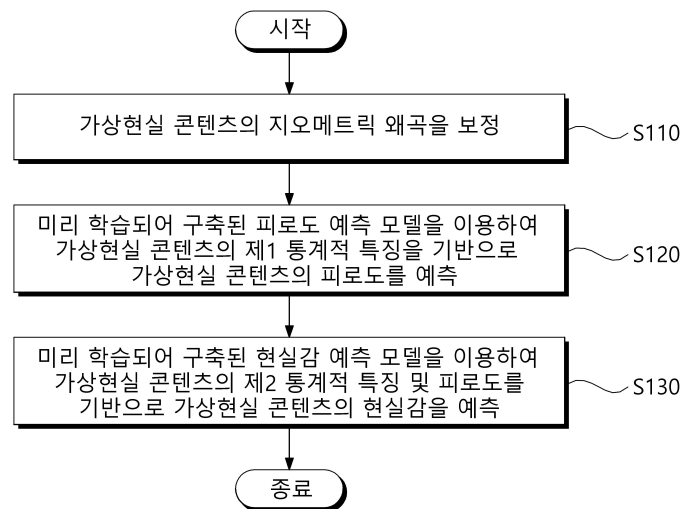 시작
가상현실 콘텐츠의 지오메트릭 왜곡을 보정
S110
미리 학습되어 구축된 피로도 예측 모델을 이용하여
가상현실 콘텐츠의 제1 통계적 특징을 기반으로
가상현실 콘텐츠의 피로도를 예측
S120
미리 학습되어 구축된 현실감 예측 모델을 이용하여
가상현실 콘텐츠의 제2 통계적 특징 및 피로도를
기반으로 가상현실 콘텐츠의 현실감을 예측
S130
종료